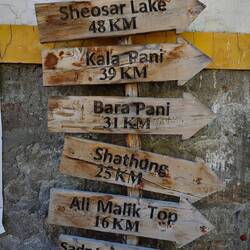 Sheosar Lake
48 KM
Kala Pani
39 KM
Bara Pani
31 KM
Shathung
25 KM
Ali Malik Top
16 KM